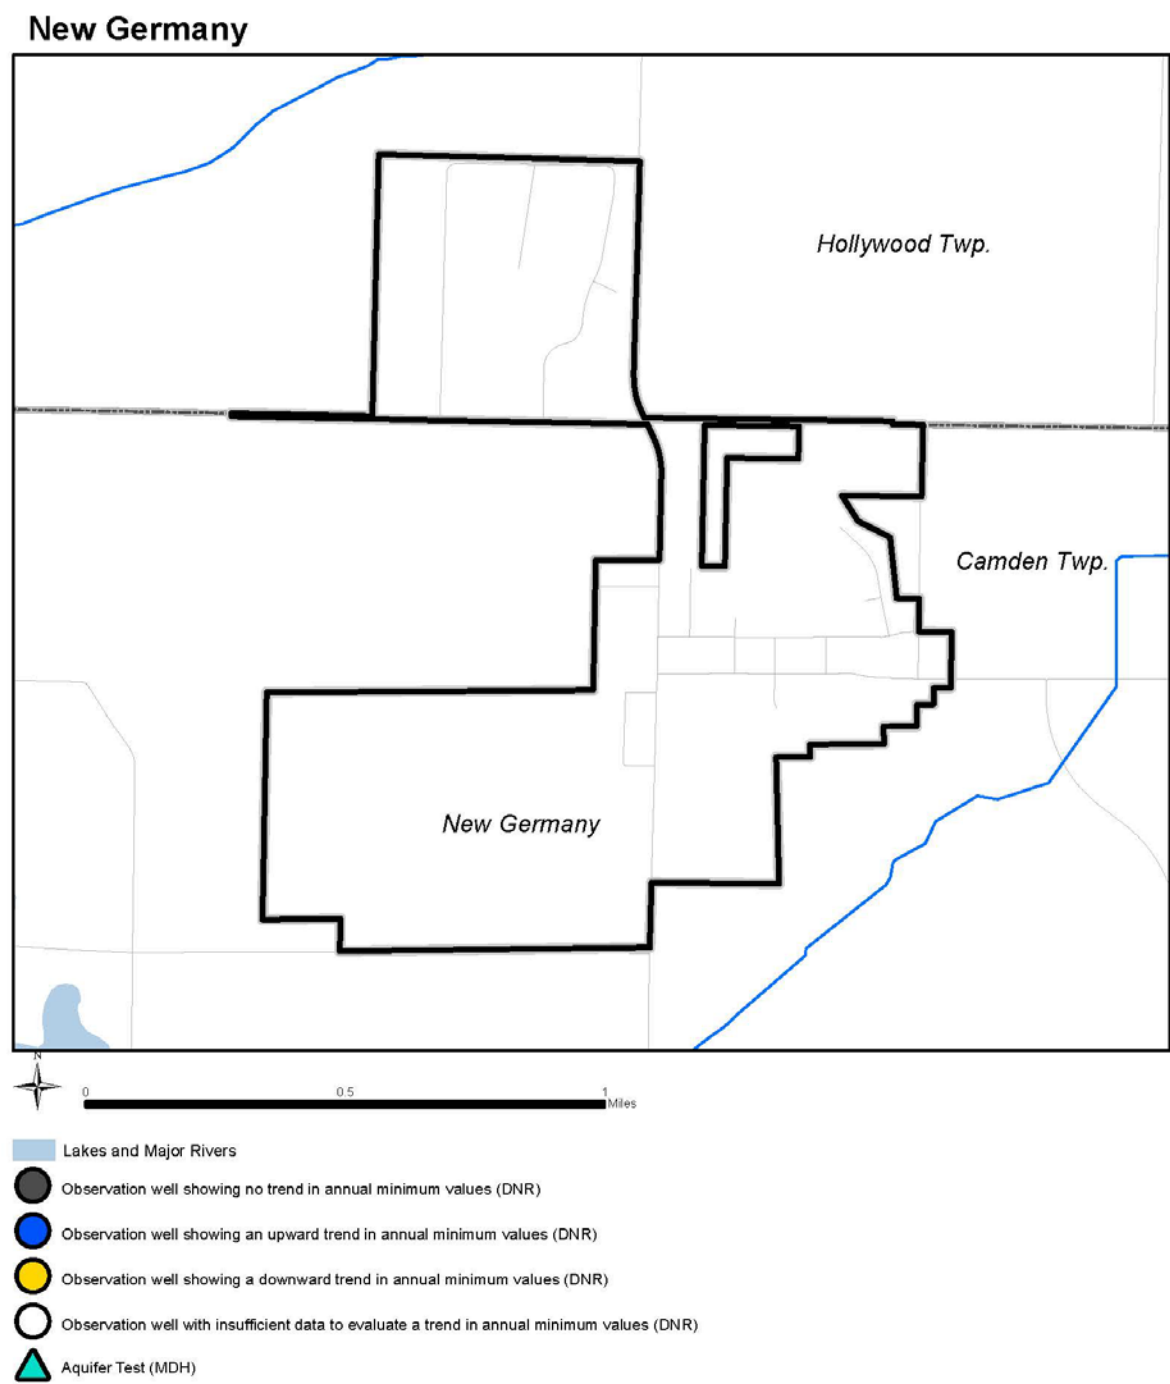 New Germany
Hollywood Twp.
Camden Twp.
New Germany
N
0 0.5 1
Miles
Lakes and Major Rivers
Observation well showing no trend in annual minimum values (DNR)
Observation well showing an upward trend in annual minimum values (DNR)
Observation well showing a downward trend in annual minimum values (DNR)
Observation well with insufficient data to evaluate a trend in annual minimum values (DNR)
Aquifer Test (MDH)